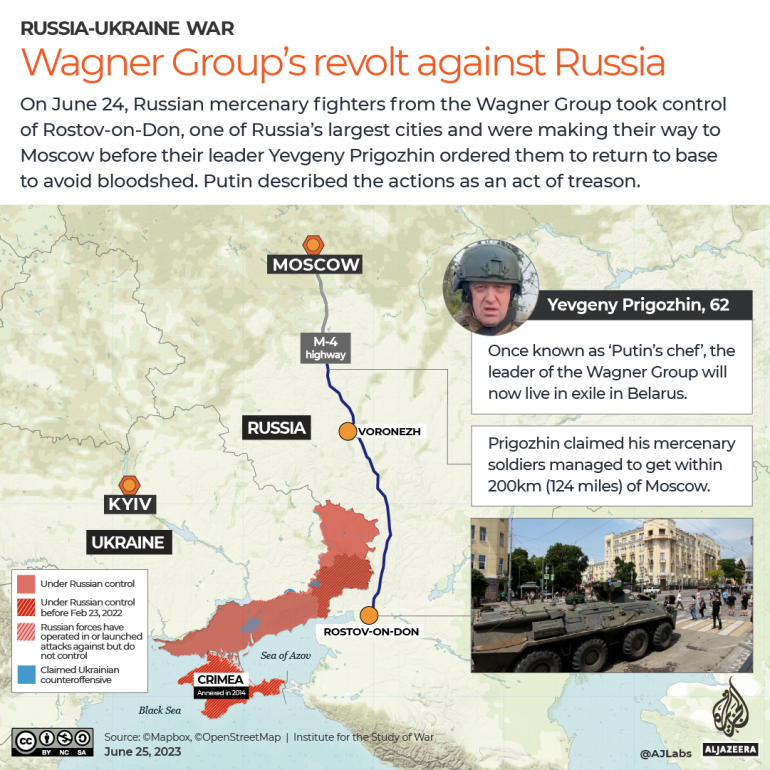 RUSSIA-UKRAINE WAR
Wagner Group's revolt against Russia
On June 24, Russian mercenary fighters from the Wagner Group took control
of Rostov-on-Don, one of Russia's largest cities and were making their way to
Moscow before their leader Yevgeny Prigozhin ordered them to return to base
to avoid bloodshed. Putin described the actions as an act of treason.
MOSCOW
M-4
highway
Yevgeny Prigozhin, 62
Once known as 'Putin's chef', the
leader of the Wagner Group will
now live in exile in Belarus.
RUSSIA
VORONEZH
Prigozhin claimed his mercenary
soldiers managed to get within
200km (124 miles) of Moscow.
KYIV
UKRAINE
Under Russian control
Under Russian control
before Feb 23, 2022
Russian forces have
operated in or launched
attacks against but do
not control
Claimed Ukrainian
counteroffensive
ROSTOV-ON-DON
Sea of Azov
CRIMEA
Annexed in 2014
Black Sea
cc
BY NC SA
Source: ©Mapbox, ©OpenStreetMap | Institute for the Study of War
June 25, 2023
@AJLabs
الجزيرة
ALJAZEERA